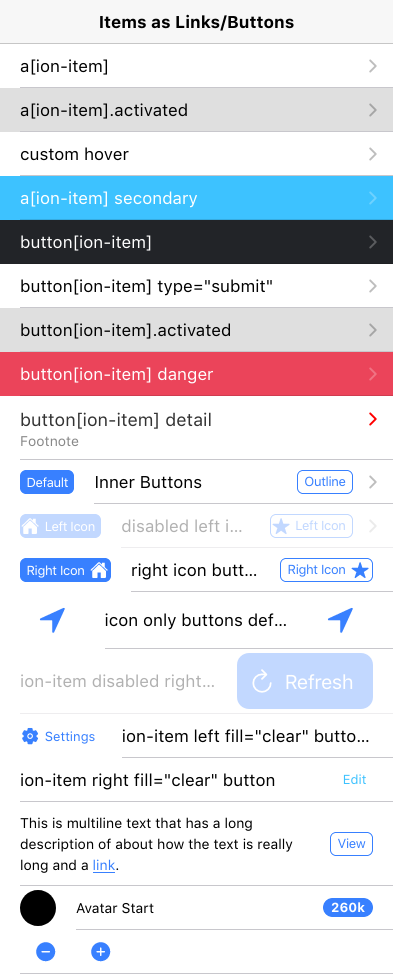 Items as Links/Buttons
a[ion-item]
a[ion-item].activated
custom hover
a[ion-item] secondary
button[ion-item]
button[ion-item] type="submit"
button[ion-item].activated
button[ion-item] danger
button[ion-item] detail
Footnote
Default Inner Buttons Outline
Left Icon disabled left i... Left Icon
Right Icon right icon butt... Right Icon
icon only buttons def...
ion-item disabled right... Refresh
Settings ion-item left fill="clear" butto...
ion-item right fill="clear" button Edit
This is multiline text that has a long
description of about how the text is really
long and a link.
View
Avatar Start 260k